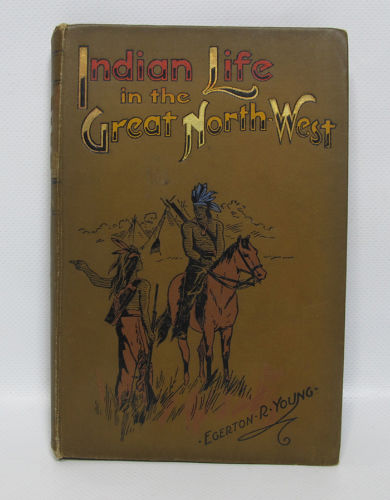 Indian Life
in the
Great North-West
·EGERTON·R·YOUNG·